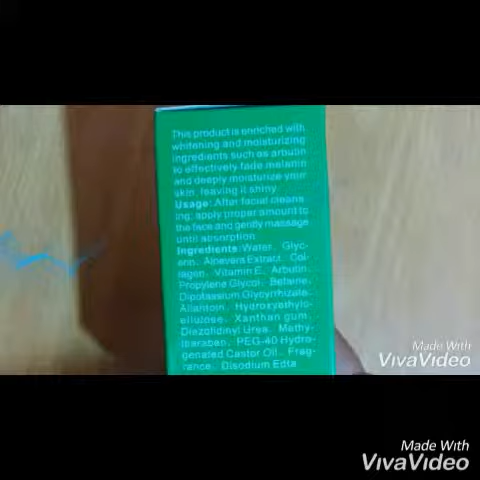 This product is enriched with
whitening and moisturizing
ingredients such as arbutin
to effectively fade melanin
and deeply moisturize your
skin, leaving it shiny.
Usage: After facial cleans-
ing, apply proper amount to
the face and gently massage
until absorption.
Ingredients: Water、Glyc-
erin、Aloevera Extract、Col-
lagen、Vitamin E、Arbutin、
Propylene Glycol、Betaine、
Dipotassium Glycyrrhizate、
Allantoin、Hydroxyethylc-
ellulose、Xanthan gum、
Diazolidinyl Urea、Methy-
lparaben、PEG-40 Hydro-
genated Castor Oil、Frag-
rance、Disodium Edta
Made With
VivaVideo
Made With
VivaVideo